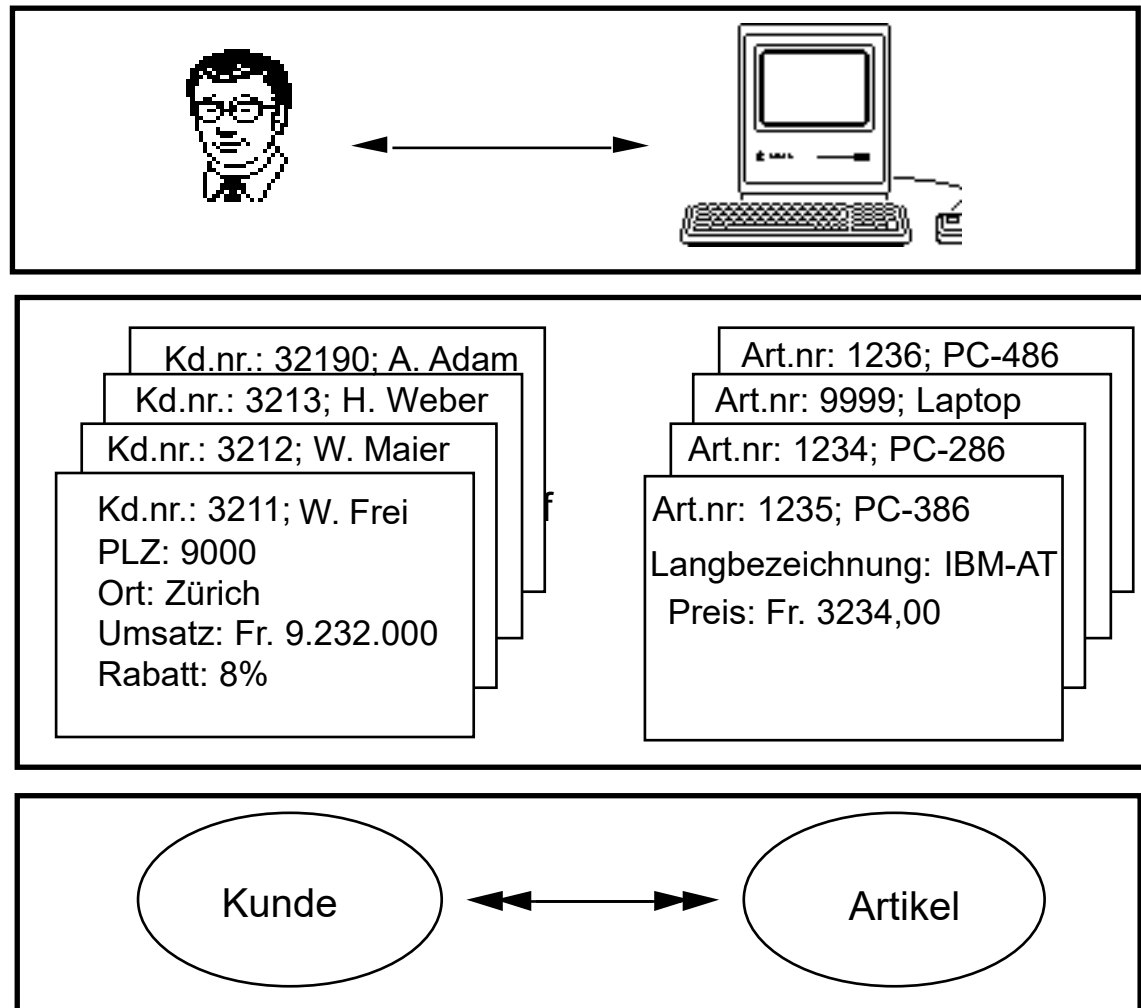 Kd.nr.: 32190; A. Adam
Kd.nr.: 3213; H. Weber
Kd.nr.: 3212; W. Maier
Kd.nr.: 3211; W. Frei
f
PLZ: 9000
Ort: Zürich
Umsatz: Fr. 9.232.000
Rabatt: 8%
Art.nr: 1236; PC-486
Art.nr: 9999; Laptop
Art.nr: 1234; PC-286
Art.nr: 1235; PC-386
Langbezeichnung: IBM-AT
Preis: Fr. 3234,00
Kunde
Artikel